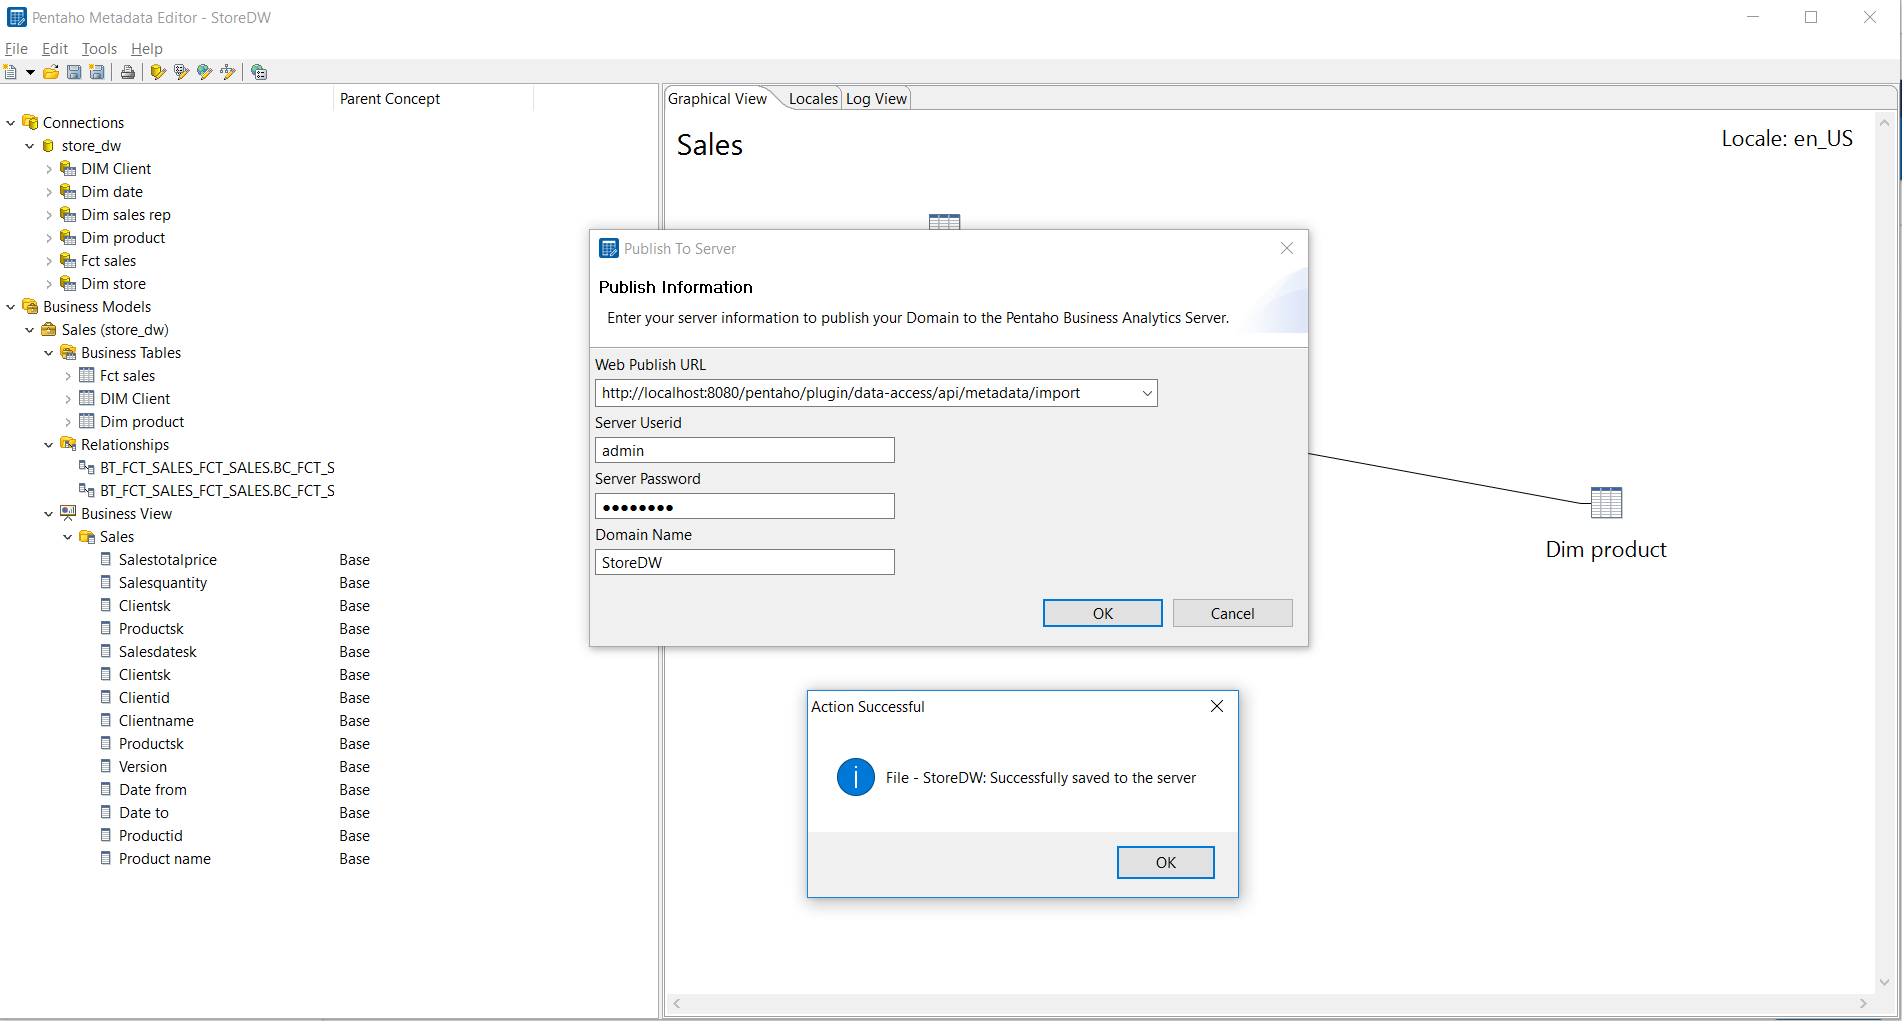 Pentaho Metadata Editor - StoreDW
File Edit Tools Help
Parent Concept
Connections
store_dw
DIM Client
Dim date
Dim sales rep
Dim product
Fct sales
Dim store
Business Models
Sales (store_dw)
Business Tables
Fct sales
DIM Client
Dim product
Relationships
BT_FCT_SALES_FCT_SALES.BC_FCT_S
BT_FCT_SALES_FCT_SALES.BC_FCT_S
Business View
Sales
Salestotalprice Base
Salesquantity Base
Clientsk Base
Productsk Base
Salesdatesk Base
Clientsk Base
Clientid Base
Clientname Base
Productsk Base
Version Base
Date from Base
Date to Base
Productid Base
Product name Base
Graphical View Locales Log View
Sales
Locale: en_US
Dim product
Publish To Server
Publish Information
Enter your server information to publish your Domain to the Pentaho Business Analytics Server.
Web Publish URL
http://localhost:8080/pentaho/plugin/data-access/api/metadata/import
Server Userid
admin
Server Password
●●●●●●●●
Domain Name
StoreDW
OK Cancel
Action Successful
File - StoreDW: Successfully saved to the server
OK